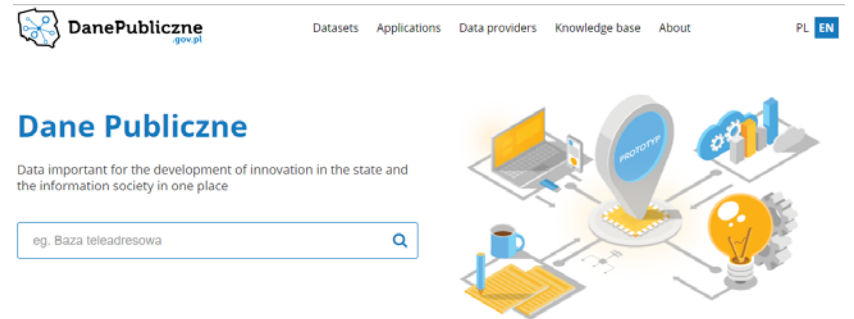 DanePubliczne
.gov.pl
Datasets Applications Data providers Knowledge base About PL EN
Dane Publiczne
Data important for the development of innovation in the state and
the information society in one place
eg. Baza teleadresowa
PROTOTYP